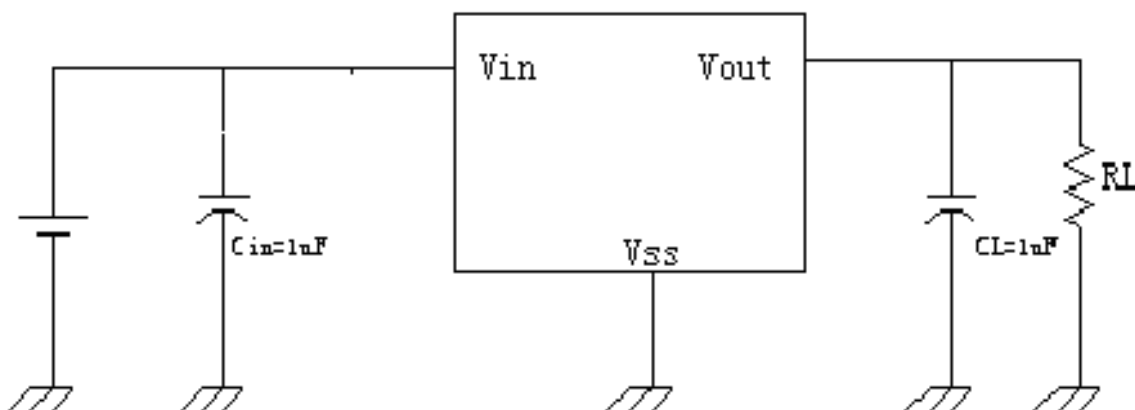 Vin
Vout
RL
Cin=1uF
Vss
CL=1uF